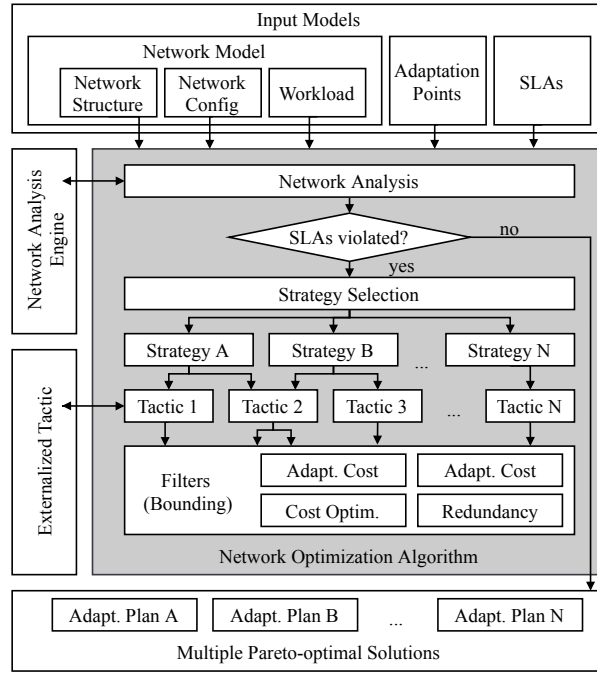 Input Models
Network Model
Network
Structure
Network
Config
Workload
Adaptation
Points
SLAs
Network Analysis
Engine
Network Analysis
SLAs violated?
no
yes
Strategy Selection
Strategy A
Strategy B
...
Strategy N
Externalized Tactic
Tactic 1
Tactic 2
Tactic 3
...
Tactic N
Filters
(Bounding)
Adapt. Cost
Adapt. Cost
Cost Optim.
Redundancy
Network Optimization Algorithm
Adapt. Plan A
Adapt. Plan B
...
Adapt. Plan N
Multiple Pareto-optimal Solutions